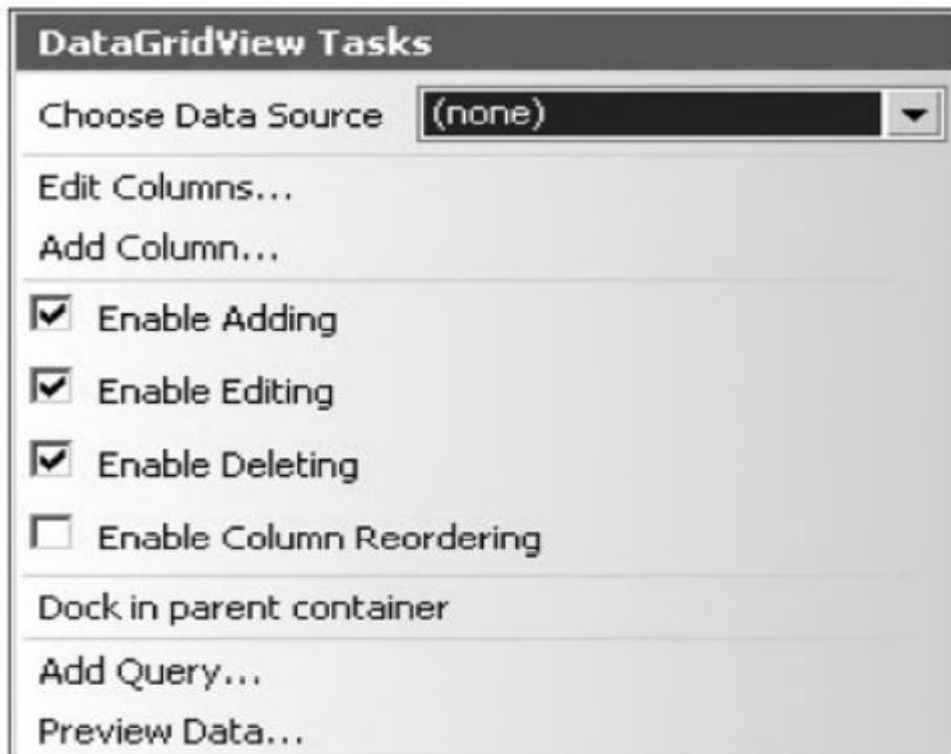 DataGridView Tasks
Choose Data Source (none)
Edit Columns...
Add Column...
Enable Adding
Enable Editing
Enable Deleting
Enable Column Reordering
Dock in parent container
Add Query...
Preview Data...